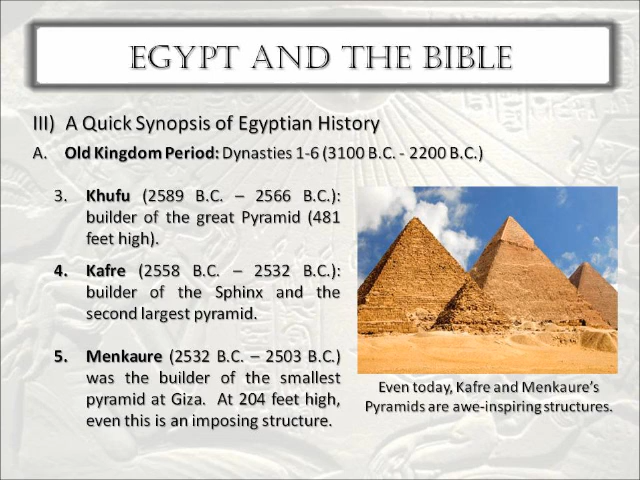 EGYPT AND THE BIBLE
III) A Quick Synopsis of Egyptian History
A. Old Kingdom Period: Dynasties 1-6 (3100 B.C. - 2200 B.C.)
3. Khufu (2589 B.C. – 2566 B.C.):
builder of the great Pyramid (481
feet high).
4. Kafre (2558 B.C. – 2532 B.C.):
builder of the Sphinx and the
second largest pyramid.
5. Menkaure (2532 B.C. – 2503 B.C.)
was the builder of the smallest
pyramid at Giza. At 204 feet high,
even this is an imposing structure.
Even today, Kafre and Menkaure's
Pyramids are awe-inspiring structures.